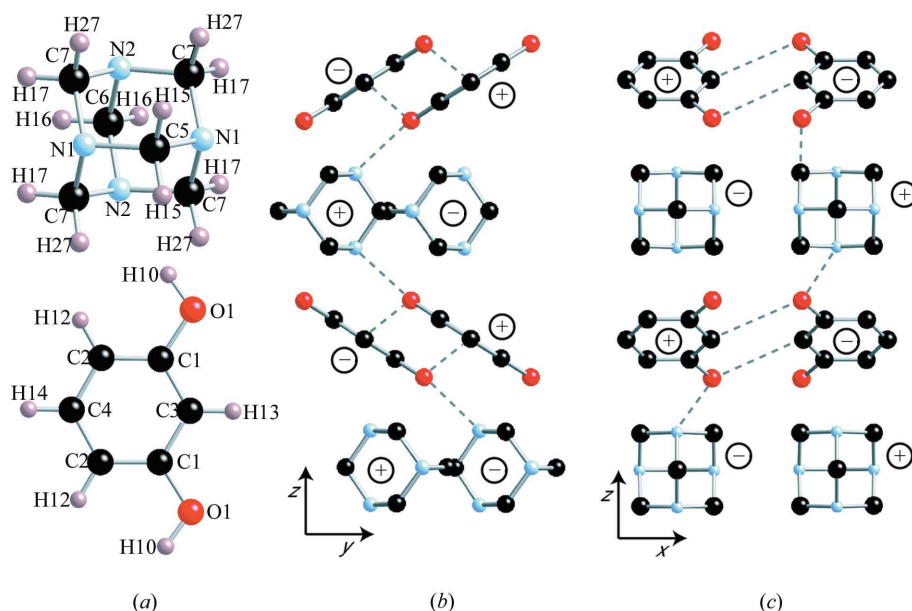 H27
H27
N2
C7
C7
H17
H17
C6
H16
H15
H16
C5
N1
N1
H17
H17
N2
C7
C7
H15
H27
H27
H10
O1
H12
C2
C1
H14
C4
C3
H13
C2
C1
H12
O1
H10
(a)
−
+
+
−
−
+
+
−
z
y
(b)
+
−
−
+
+
−
−
+
z
x
(c)